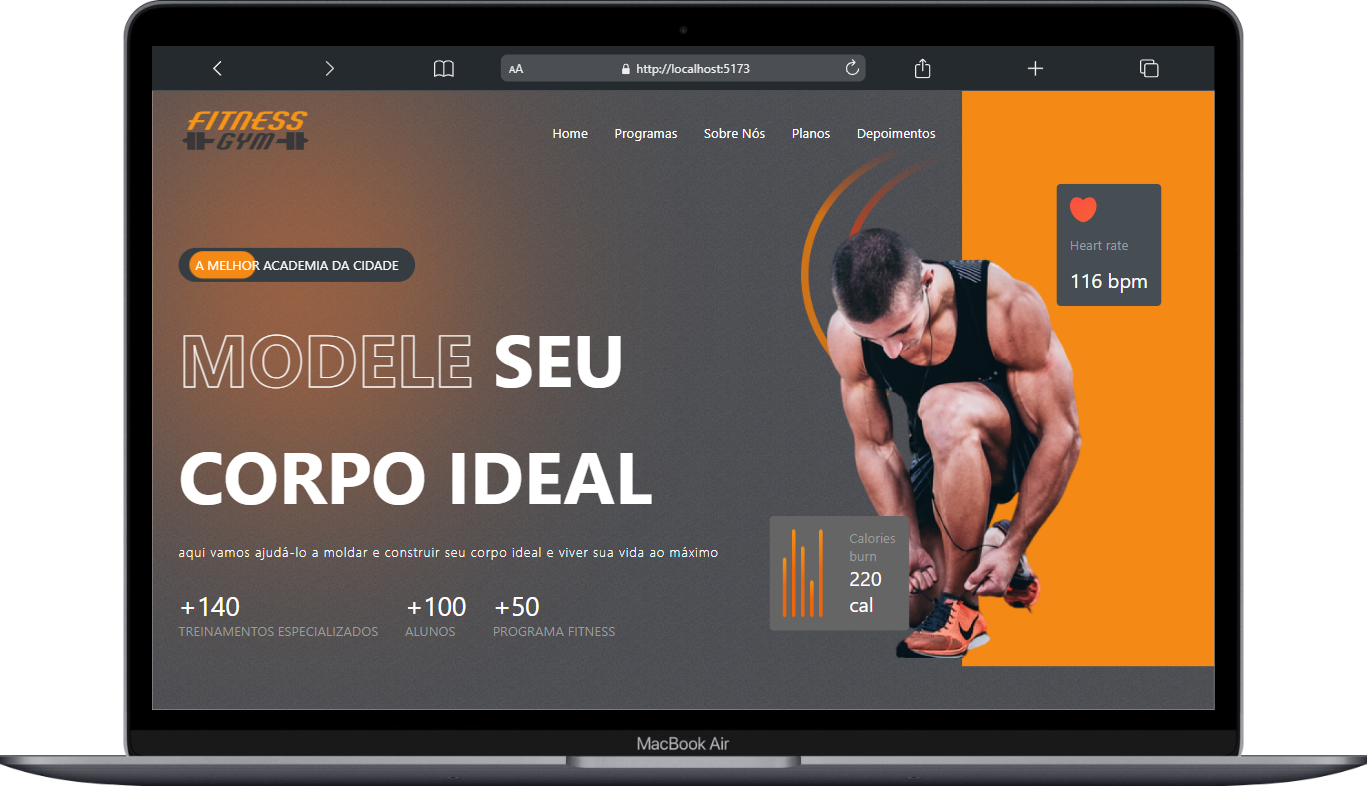 AA
http://localhost:5173
FITNESS
GYM
Home Programas Sobre Nós Planos Depoimentos
Heart rate
116 bpm
A MELHOR ACADEMIA DA CIDADE
MODELE SEU
CORPO IDEAL
aqui vamos ajudá-lo a moldar e construir seu corpo ideal e viver sua vida ao máximo
Calories
burn
220
cal
+140
TREINAMENTOS ESPECIALIZADOS
+100
ALUNOS
+50
PROGRAMA FITNESS
MacBook Air